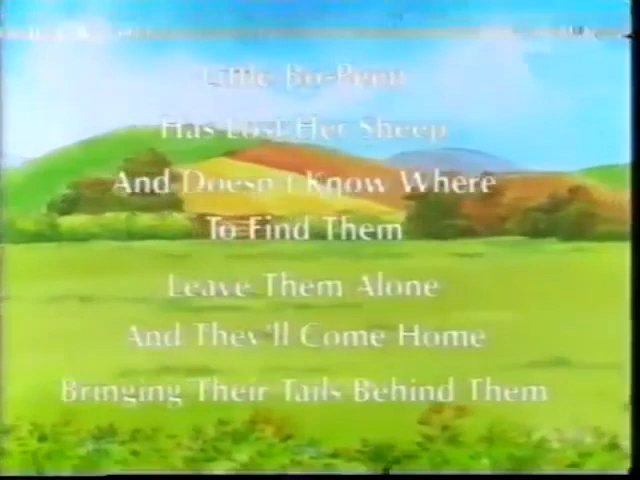 Little Bo-Peep
Has Lost Her Sheep
And Doesn't Know Where
To Find Them
Leave Them Alone
And They'll Come Home
Bringing Their Tails Behind Them